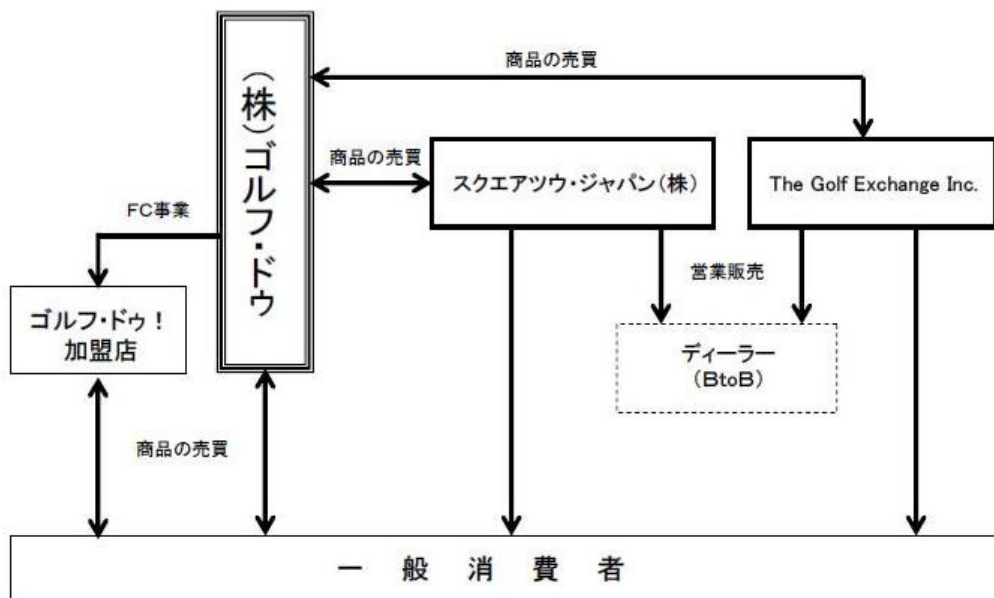 商品の売買
(株)ゴルフ・ドゥ
商品の売買
スクエアツウ・ジャパン(株)
The Golf Exchange Inc.
FC事業
営業販売
ゴルフ・ドゥ！
加盟店
ディーラー
(BtoB)
商品の売買
一般消費者